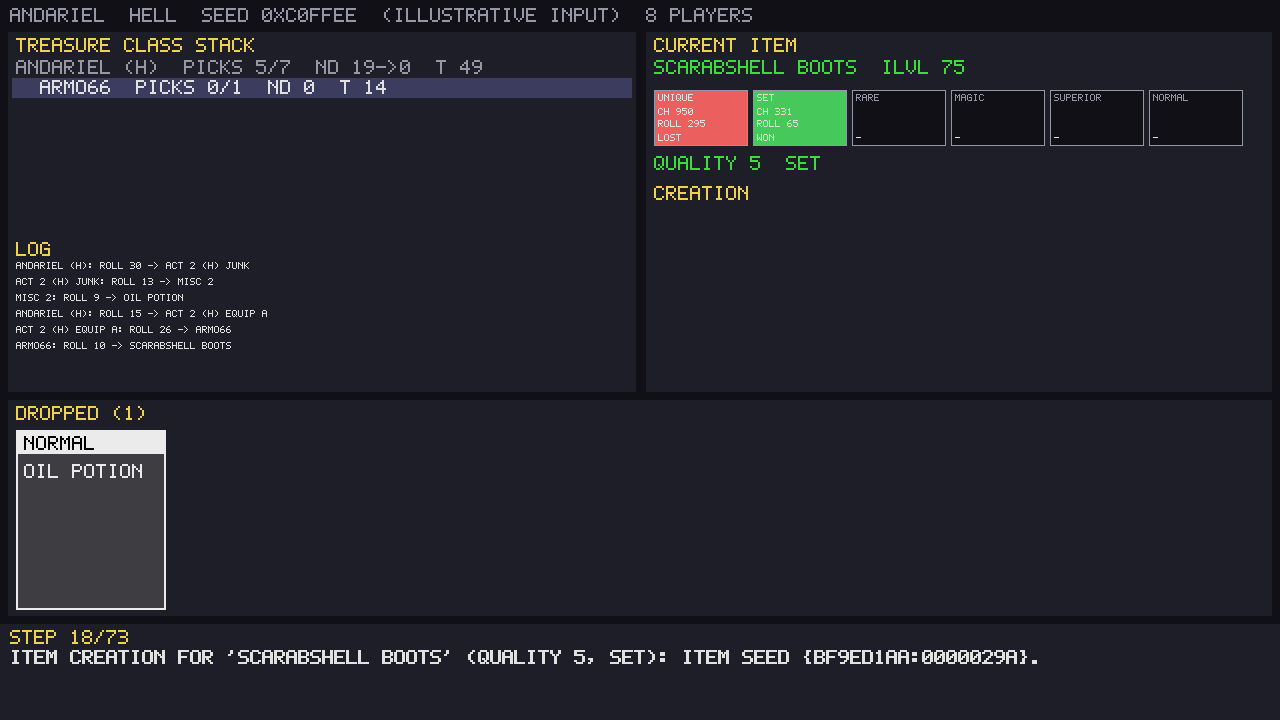 ANDARIEL  HELL  SEED 0XC0FFEE  (ILLUSTRATIVE INPUT)  8 PLAYERS
TREASURE CLASS STACK
ANDARIEL (H)  PICKS 5/7  ND 19->0  T 49
ARMO66  PICKS 0/1  ND 0  T 14
LOG
ANDARIEL (H): ROLL 30 -> ACT 2 (H) JUNK
ACT 2 (H) JUNK: ROLL 13 -> MISC 2
MISC 2: ROLL 9 -> OIL POTION
ANDARIEL (H): ROLL 15 -> ACT 2 (H) EQUIP A
ACT 2 (H) EQUIP A: ROLL 26 -> ARMO66
ARMO66: ROLL 10 -> SCARABSHELL BOOTS
CURRENT ITEM
SCARABSHELL BOOTS  ILVL 75
UNIQUE
CH 950
ROLL 295
LOST
SET
CH 331
ROLL 65
WON
RARE
-
MAGIC
-
SUPERIOR
-
NORMAL
-
QUALITY 5  SET
CREATION
DROPPED (1)
NORMAL
OIL POTION
STEP 18/73
ITEM CREATION FOR 'SCARABSHELL BOOTS' (QUALITY 5, SET): ITEM SEED {BF9ED1AA:0000029A}.